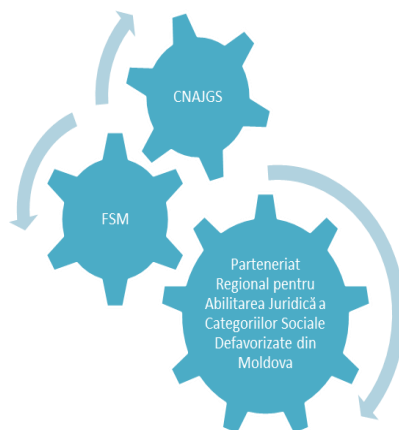 CNAJGS
FSM
Parteneriat
Regional pentru
Abilitarea Juridică a
Categoriilor Sociale
Defavorizate din
Moldova